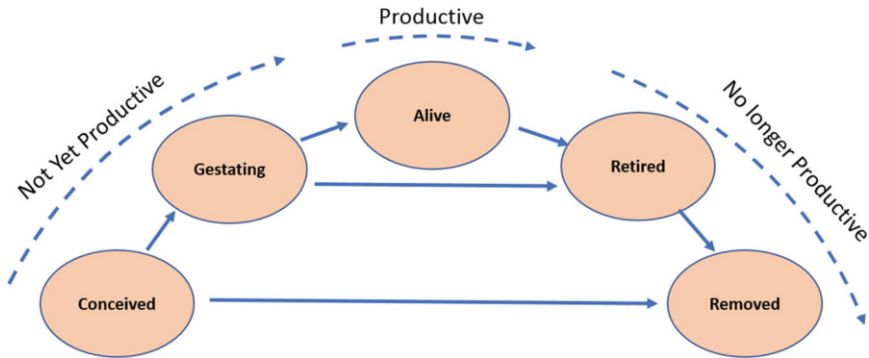 Productive
Not Yet Productive
No longer Productive
Alive
Gestating
Retired
Conceived
Removed